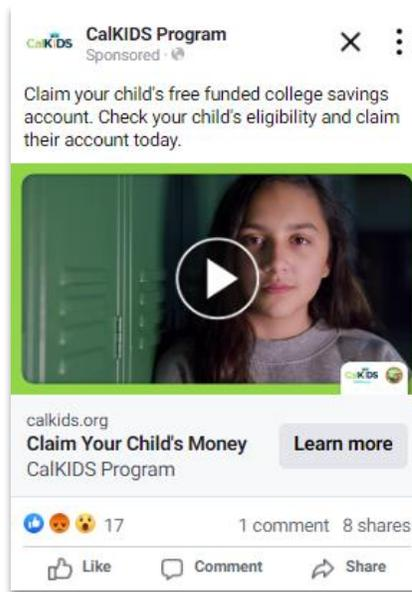 CalKIDS
CalKIDS Program
Sponsored ·
Claim your child's free funded college savings
account. Check your child's eligibility and claim
their account today.
CalKIDS
calkids.org
Claim Your Child's Money
Learn more
CalKIDS Program
17
1 comment 8 shares
Like Comment Share